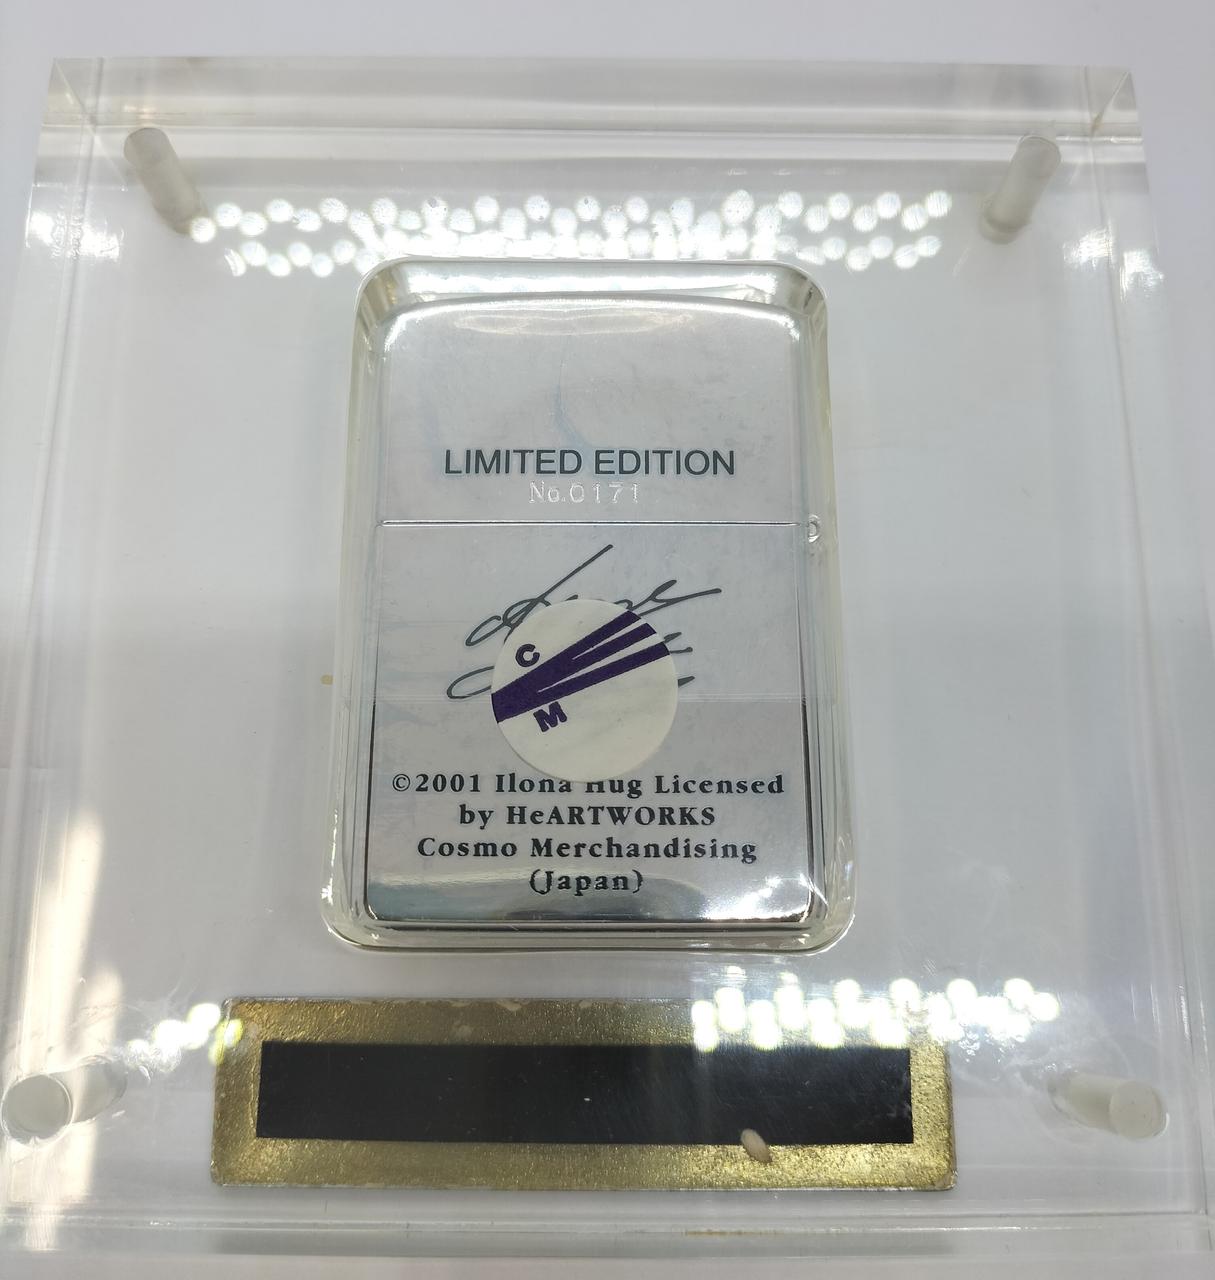 LIMITED EDITION
No.0171
C
M
©2001 Ilona Hug Licensed
by HeARTWORKS
Cosmo Merchandising
(Japan)